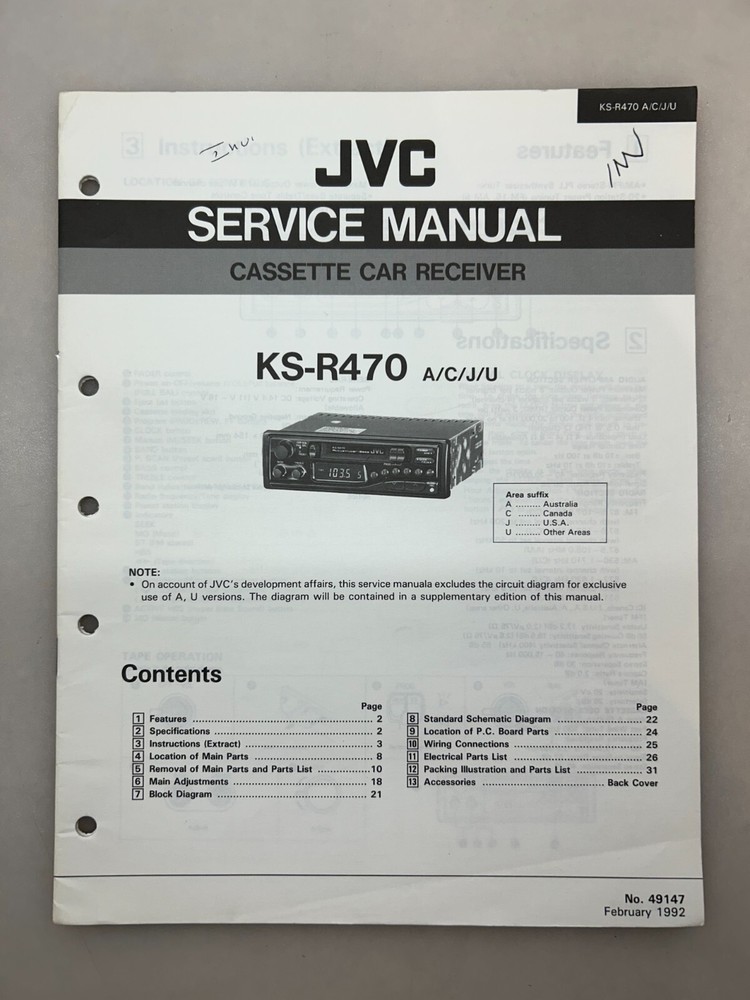 KS-R470 A/C/J/U
JVC
SERVICE MANUAL
CASSETTE CAR RECEIVER
KS-R470 A/C/J/U
JVC
103.5 5
Area suffix
A ......... Australia
C ......... Canada
J ......... U.S.A.
U ......... Other Areas
NOTE:
• On account of JVC's development affairs, this service manuala excludes the circuit diagram for exclusive
use of A, U versions. The diagram will be contained in a supplementary edition of this manual.
Contents
Page
1 Features ........ 2
2 Specifications ........ 2
3 Instructions (Extract) ........ 3
4 Location of Main Parts ........ 8
5 Removal of Main Parts and Parts List ........ 10
6 Main Adjustments ........ 18
7 Block Diagram ........ 21
Page
8 Standard Schematic Diagram ........ 22
9 Location of P.C. Board Parts ........ 24
10 Wiring Connections ........ 25
11 Electrical Parts List ........ 26
12 Packing Illustration and Parts List ........ 31
13 Accessories ........ Back Cover
No. 49147
February 1992